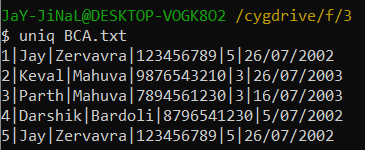 JaY-JiNaL@DESKTOP-VOGK8O2 /cygdrive/f/3
$ uniq BCA.txt
1|Jay|Zervavra|123456789|5|26/07/2002
2|Keval|Mahuva|9876543210|3|26/07/2003
3|Parth|Mahuva|7894561230|3|16/07/2003
4|Darshik|Bardoli|8796541230|5/07/2002
5|Jay|Zervavra|123456789|5|26/07/2002